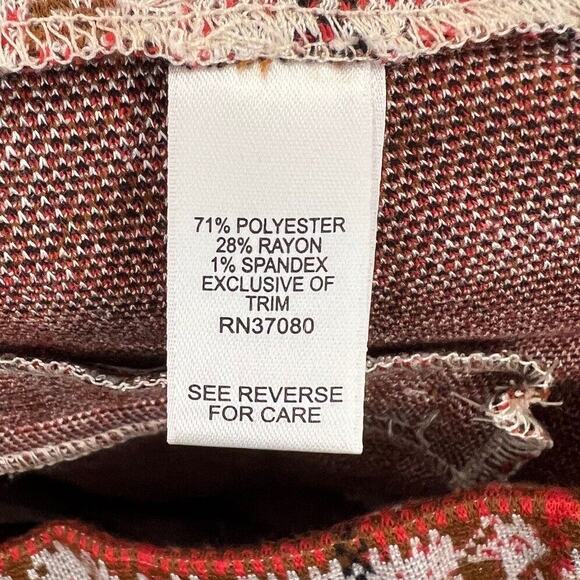 71% POLYESTER
28% RAYON
1% SPANDEX
EXCLUSIVE OF
TRIM
RN37080
SEE REVERSE
FOR CARE